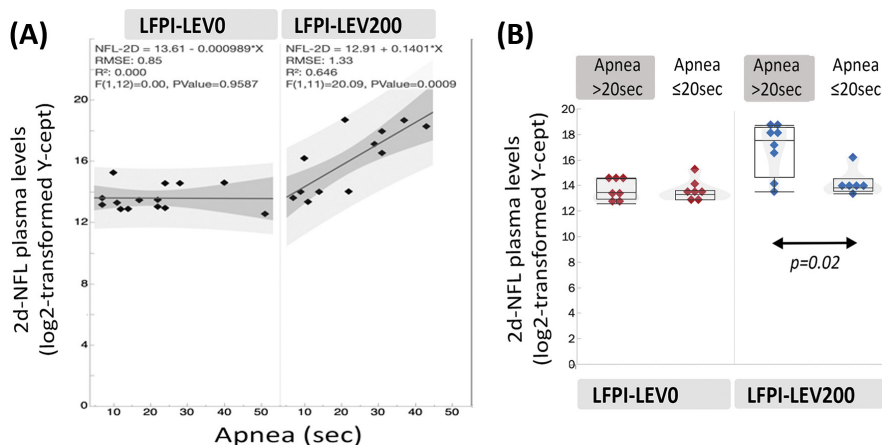 (A)
LFPI-LEV0
LFPI-LEV200
NFL-2D = 13.61 - 0.000989*X
RMSE: 0.85
R²: 0.000
F(1,12)=0.00, PValue=0.9587
NFL-2D = 12.91 + 0.1401*X
RMSE: 1.33
R²: 0.646
F(1,11)=20.09, PValue=0.0009
2d-NFL plasma levels
(log2-transformed Y-cept)
20
16
12
8
4
0
10
20
30
40
50
10
20
30
40
50
Apnea (sec)
(B)
Apnea
>20sec
Apnea
≤20sec
Apnea
>20sec
Apnea
≤20sec
2d-NFL plasma levels
(log2-transformed Y-cept)
20
18
16
14
12
10
8
6
4
2
0
p=0.02
LFPI-LEV0
LFPI-LEV200